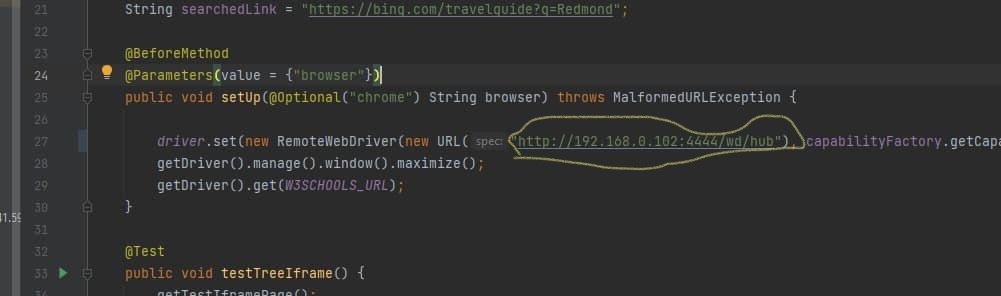 21 String searchedLink = "https://bing.com/travelguide?q=Redmond";
22
23 @BeforeMethod
24 @Parameters(value = {"browser"})
25 public void setUp(@Optional("chrome") String browser) throws MalformedURLException {
26
27 driver.set(new RemoteWebDriver(new URL( spec: "http://192.168.0.102:4444/wd/hub"), capabilityFactory.getCapa
28 getDriver().manage().window().maximize();
29 getDriver().get(W3SCHOOLS_URL);
30 }
31
32 @Test
33 public void testTreeIframe() {
34 getTestIframePage();
41.59